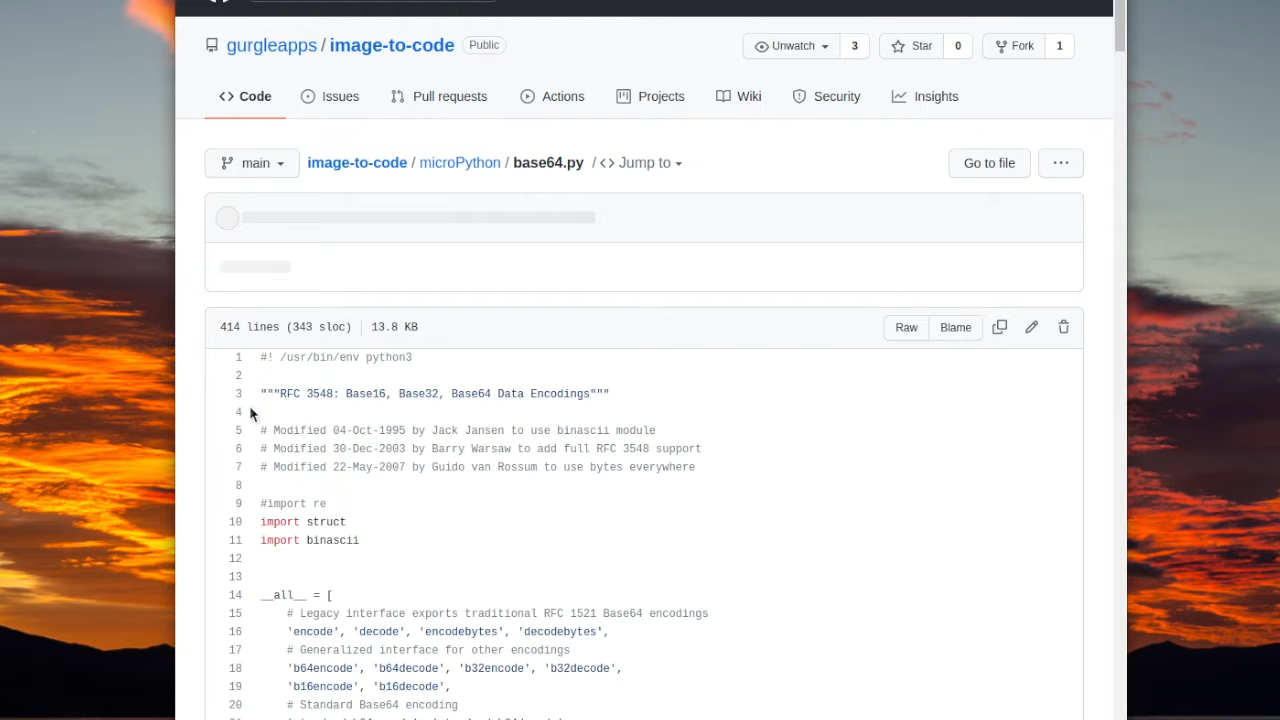 gurgleapps / image-to-code Public
Unwatch 3 Star 0 Fork 1
Code Issues Pull requests Actions Projects Wiki Security Insights
main image-to-code / microPython / base64.py / <> Jump to Go to file ...
414 lines (343 sloc) 13.8 KB Raw Blame
1 #! /usr/bin/env python3
2
3 """RFC 3548: Base16, Base32, Base64 Data Encodings"""
4
5 # Modified 04-Oct-1995 by Jack Jansen to use binascii module
6 # Modified 30-Dec-2003 by Barry Warsaw to add full RFC 3548 support
7 # Modified 22-May-2007 by Guido van Rossum to use bytes everywhere
8
9 #import re
10 import struct
11 import binascii
12
13
14 __all__ = [
15 # Legacy interface exports traditional RFC 1521 Base64 encodings
16 'encode', 'decode', 'encodebytes', 'decodebytes',
17 # Generalized interface for other encodings
18 'b64encode', 'b64decode', 'b32encode', 'b32decode',
19 'b16encode', 'b16decode',
20 # Standard Base64 encoding